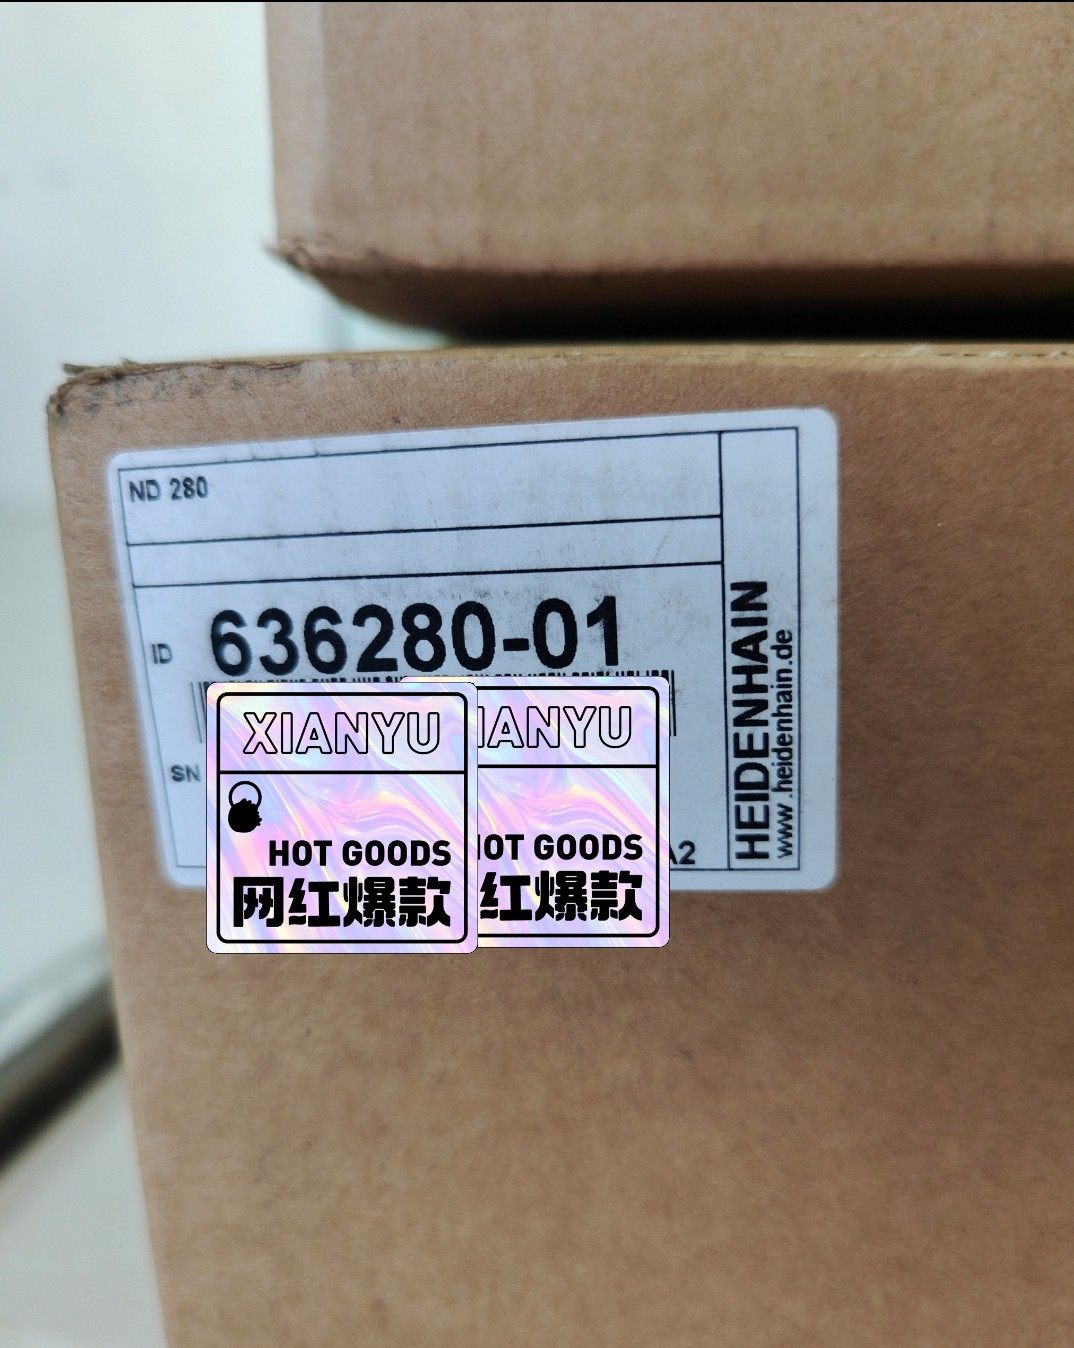 ND 280
ID 636280-01
SN
A2
HEIDENHAIN
www.heidenhain.de
XIANYU
HOT GOODS
网红爆款
IANYU
HOT GOODS
红爆款